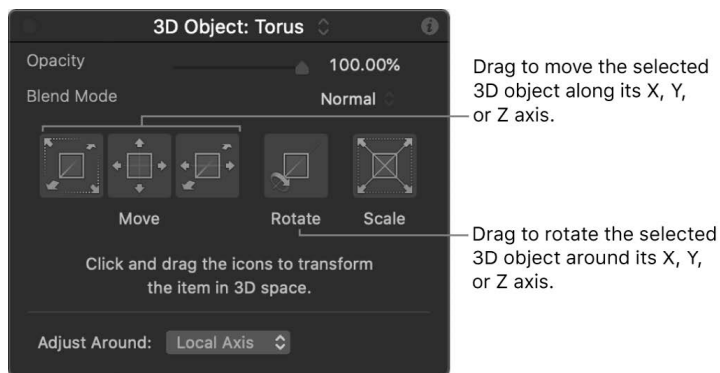 3D Object: Torus
Opacity
100.00%
Blend Mode
Normal
Move
Rotate
Scale
Click and drag the icons to transform
the item in 3D space.
Adjust Around:
Local Axis
Drag to move the selected
3D object along its X, Y,
or Z axis.
Drag to rotate the selected
3D object around its X, Y,
or Z axis.